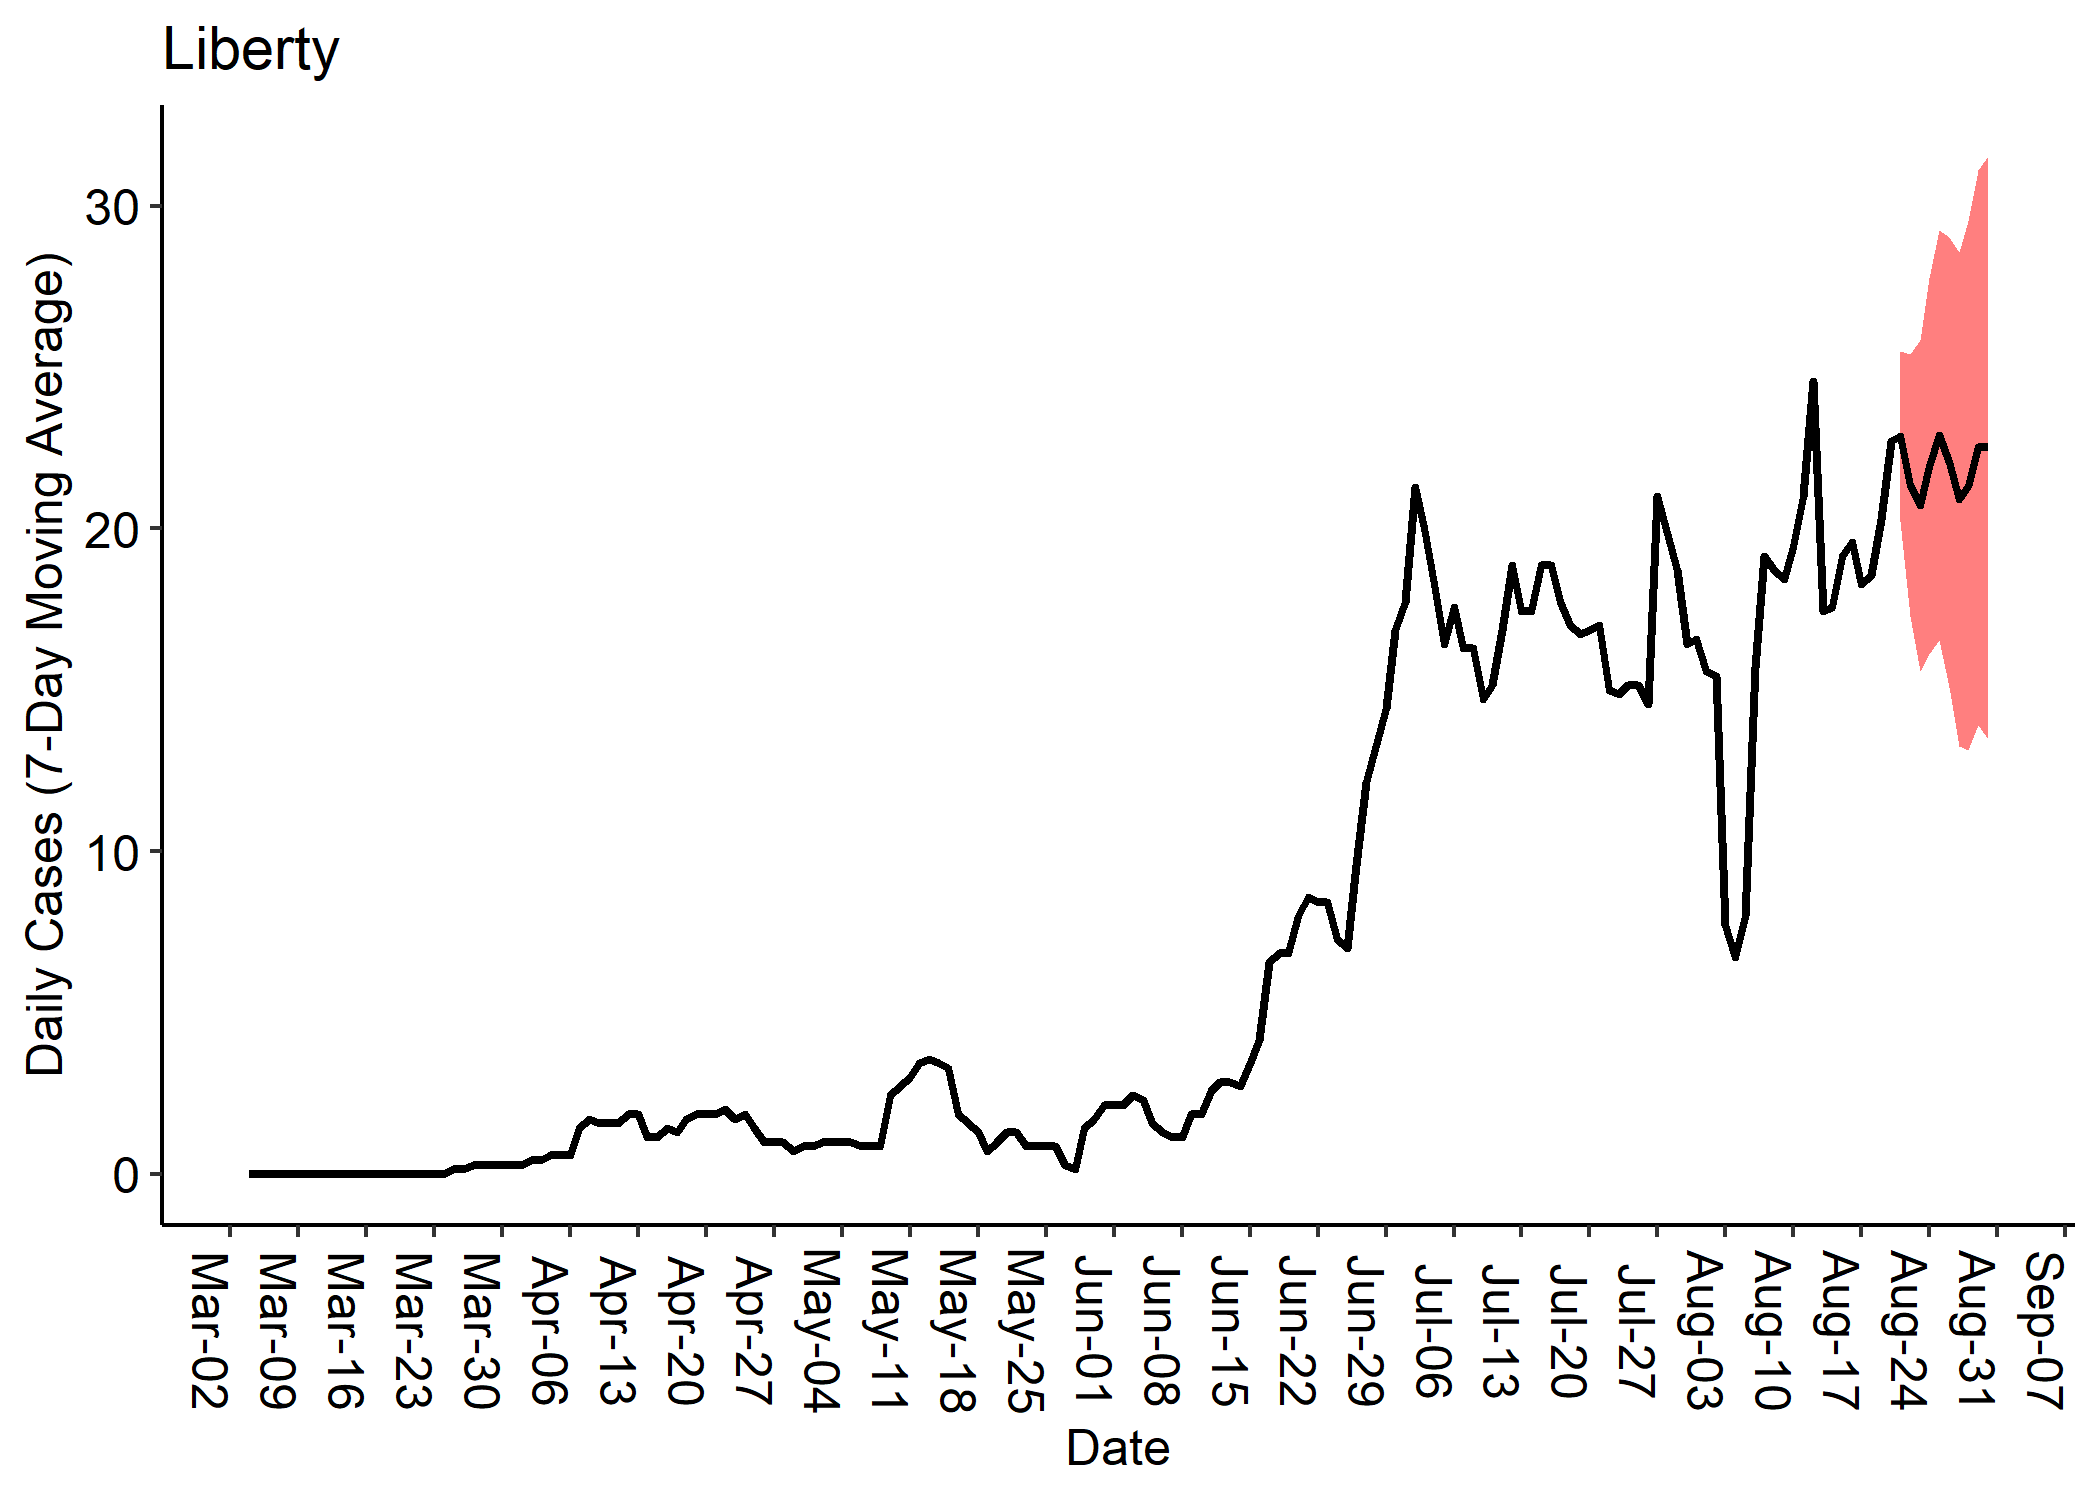 Liberty
Daily Cases (7-Day Moving Average)
30
20
10
0
Mar-02
Mar-09
Mar-16
Mar-23
Mar-30
Apr-06
Apr-13
Apr-20
Apr-27
May-04
May-11
May-18
May-25
Jun-01
Jun-08
Jun-15
Jun-22
Jun-29
Jul-06
Jul-13
Jul-20
Jul-27
Aug-03
Aug-10
Aug-17
Aug-24
Aug-31
Sep-07
Date